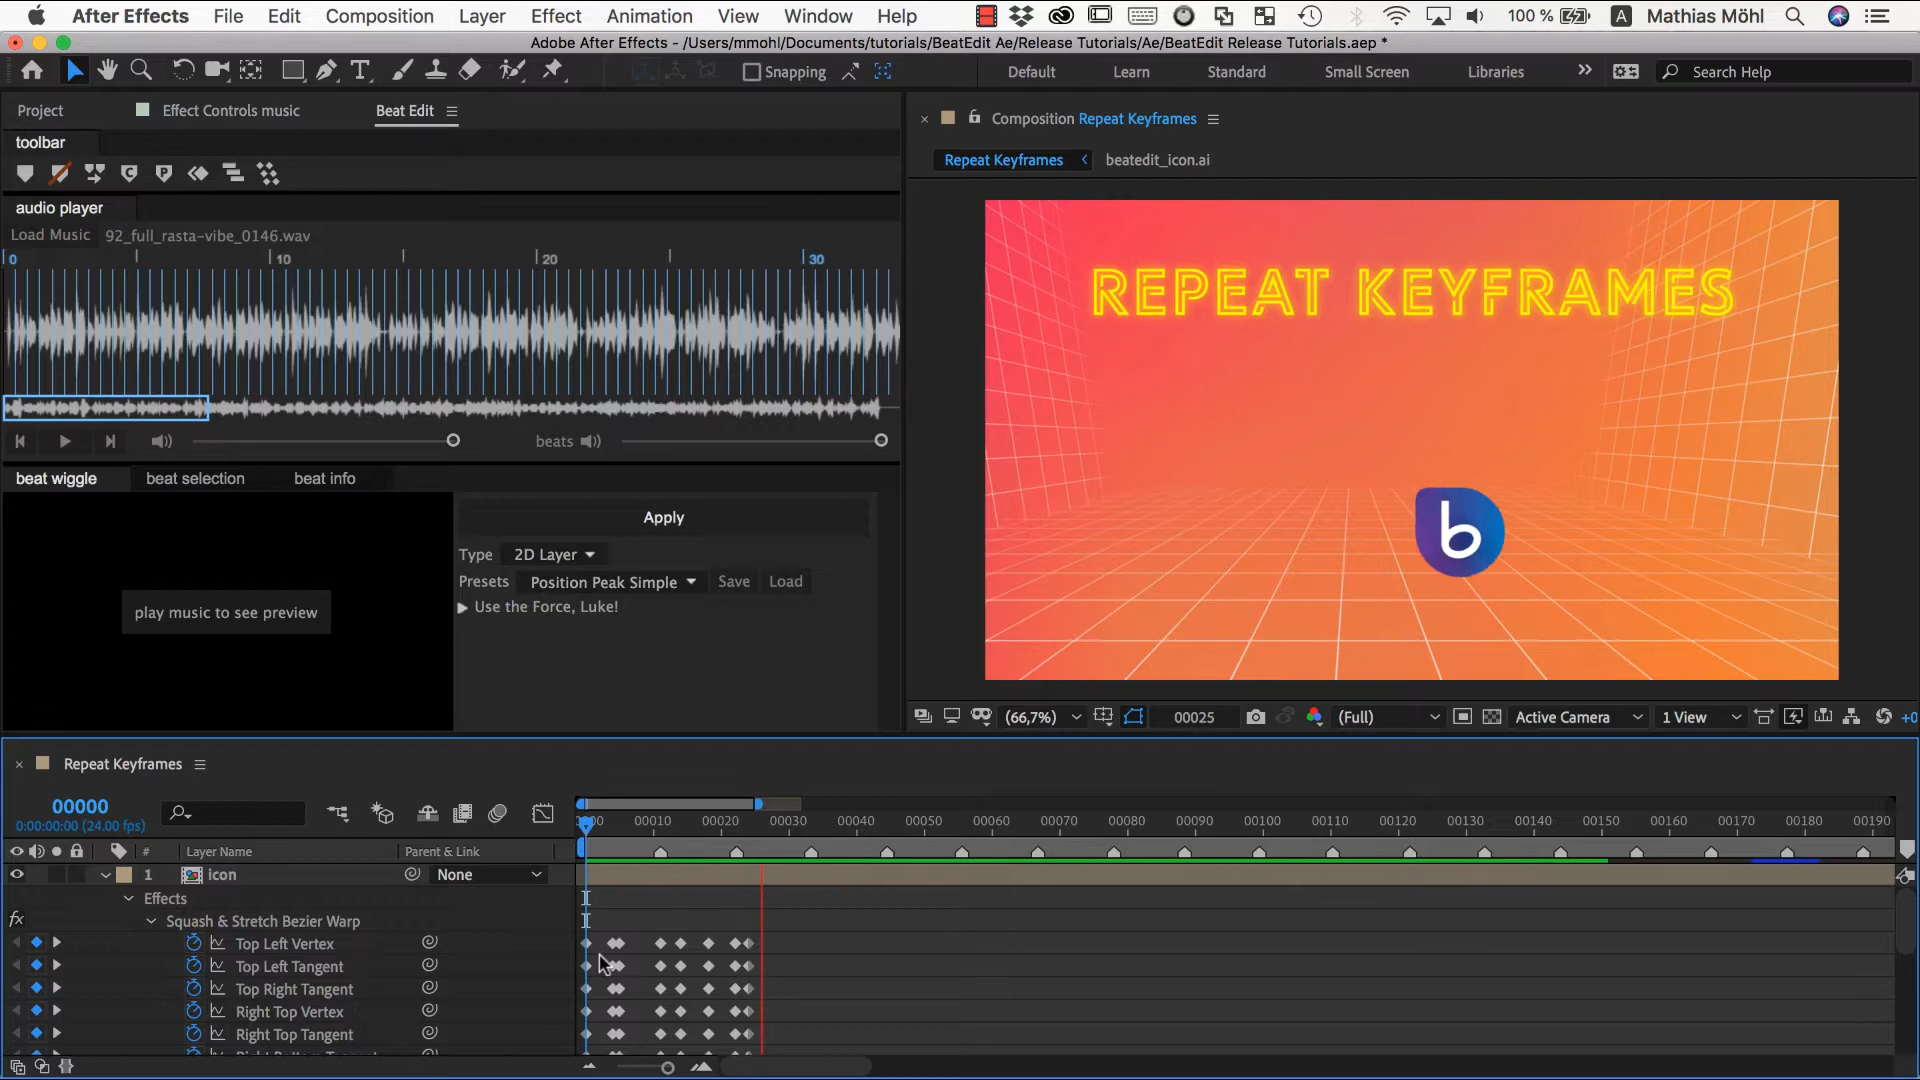 After Effects File Edit Composition Layer Effect Animation View Window Help 100 % A Mathias Möhl
Adobe After Effects - /Users/mmohl/Documents/tutorials/BeatEdit Ae/Release Tutorials/Ae/BeatEdit Release Tutorials.aep *
Snapping Default Learn Standard Small Screen Libraries Search Help
Project Effect Controls music Beat Edit
Composition Repeat Keyframes
toolbar
Repeat Keyframes beatedit_icon.ai
audio player
Load Music 92_full_rasta-vibe_0146.wav
0 10 20 30
REPEAT KEYFRAMES
beats
beat wiggle beat selection beat info
Apply
b
Type 2D Layer
Presets Position Peak Simple Save Load
Use the Force, Luke!
play music to see preview
(66,7%) 00025 (Full) Active Camera 1 View +0
Repeat Keyframes
00000
0:00:00:00 (24.00 fps)
00010 00020 00030 00040 00050 00060 00070 00080 00090 00100 00110 00120 00130 00140 00150 00160 00170 00180 00190
# Layer Name Parent & Link
1 icon None
Effects
fx Squash & Stretch Bezier Warp
Top Left Vertex
Top Left Tangent
Top Right Tangent
Right Top Vertex
Right Top Tangent